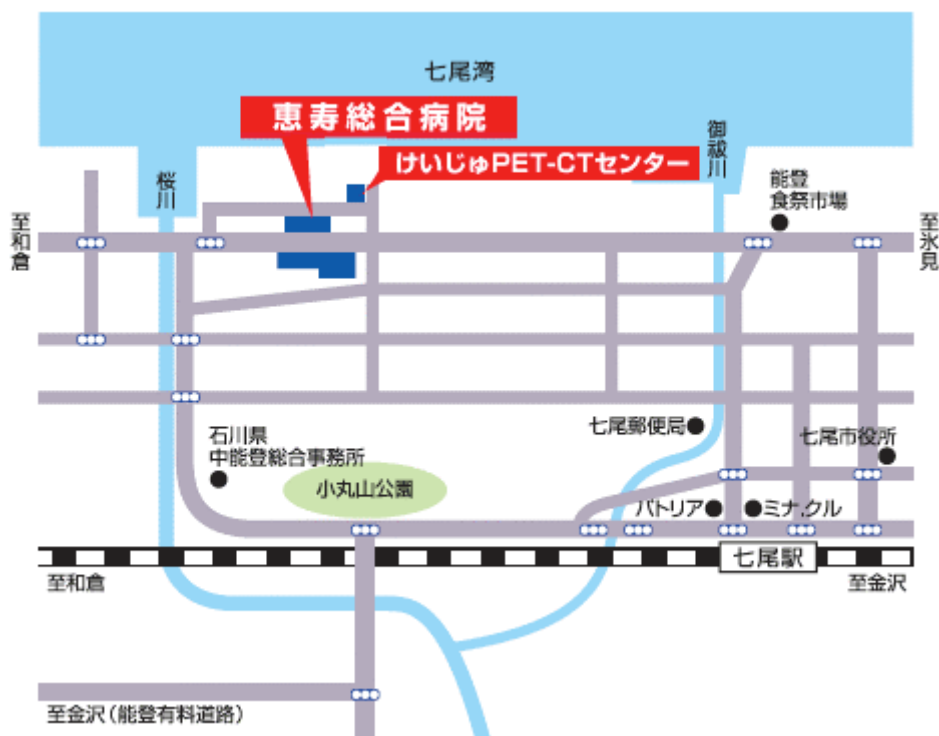 七尾湾
恵寿総合病院
けいじゅPET-CTセンター
桜川
御祓川
能登
食祭市場
至和倉
至氷見
七尾郵便局
石川県
中能登総合事務所
七尾市役所
小丸山公園
パトリア
ミナ.クル
七尾駅
至和倉
至金沢
至金沢(能登有料道路)